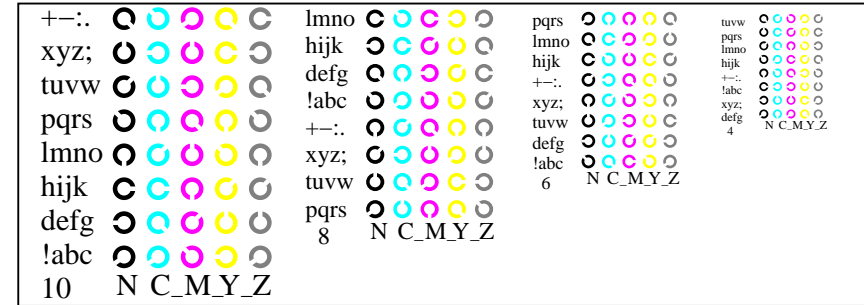 +−:.
xyz;
tuvw
pqrs
lmno
hijk
defg
!abc
10 N C_M_Y_Z
lmno
hijk
defg
!abc
+−:.
xyz;
tuvw
pqrs
8 N C_M_Y_Z
pqrs
lmno
hijk
+−:.
xyz;
tuvw
defg
!abc
6 N C_M_Y_Z
tuvw
pqrs
lmno
hijk
+−:.
!abc
xyz;
defg
4 N C_M_Y_Z